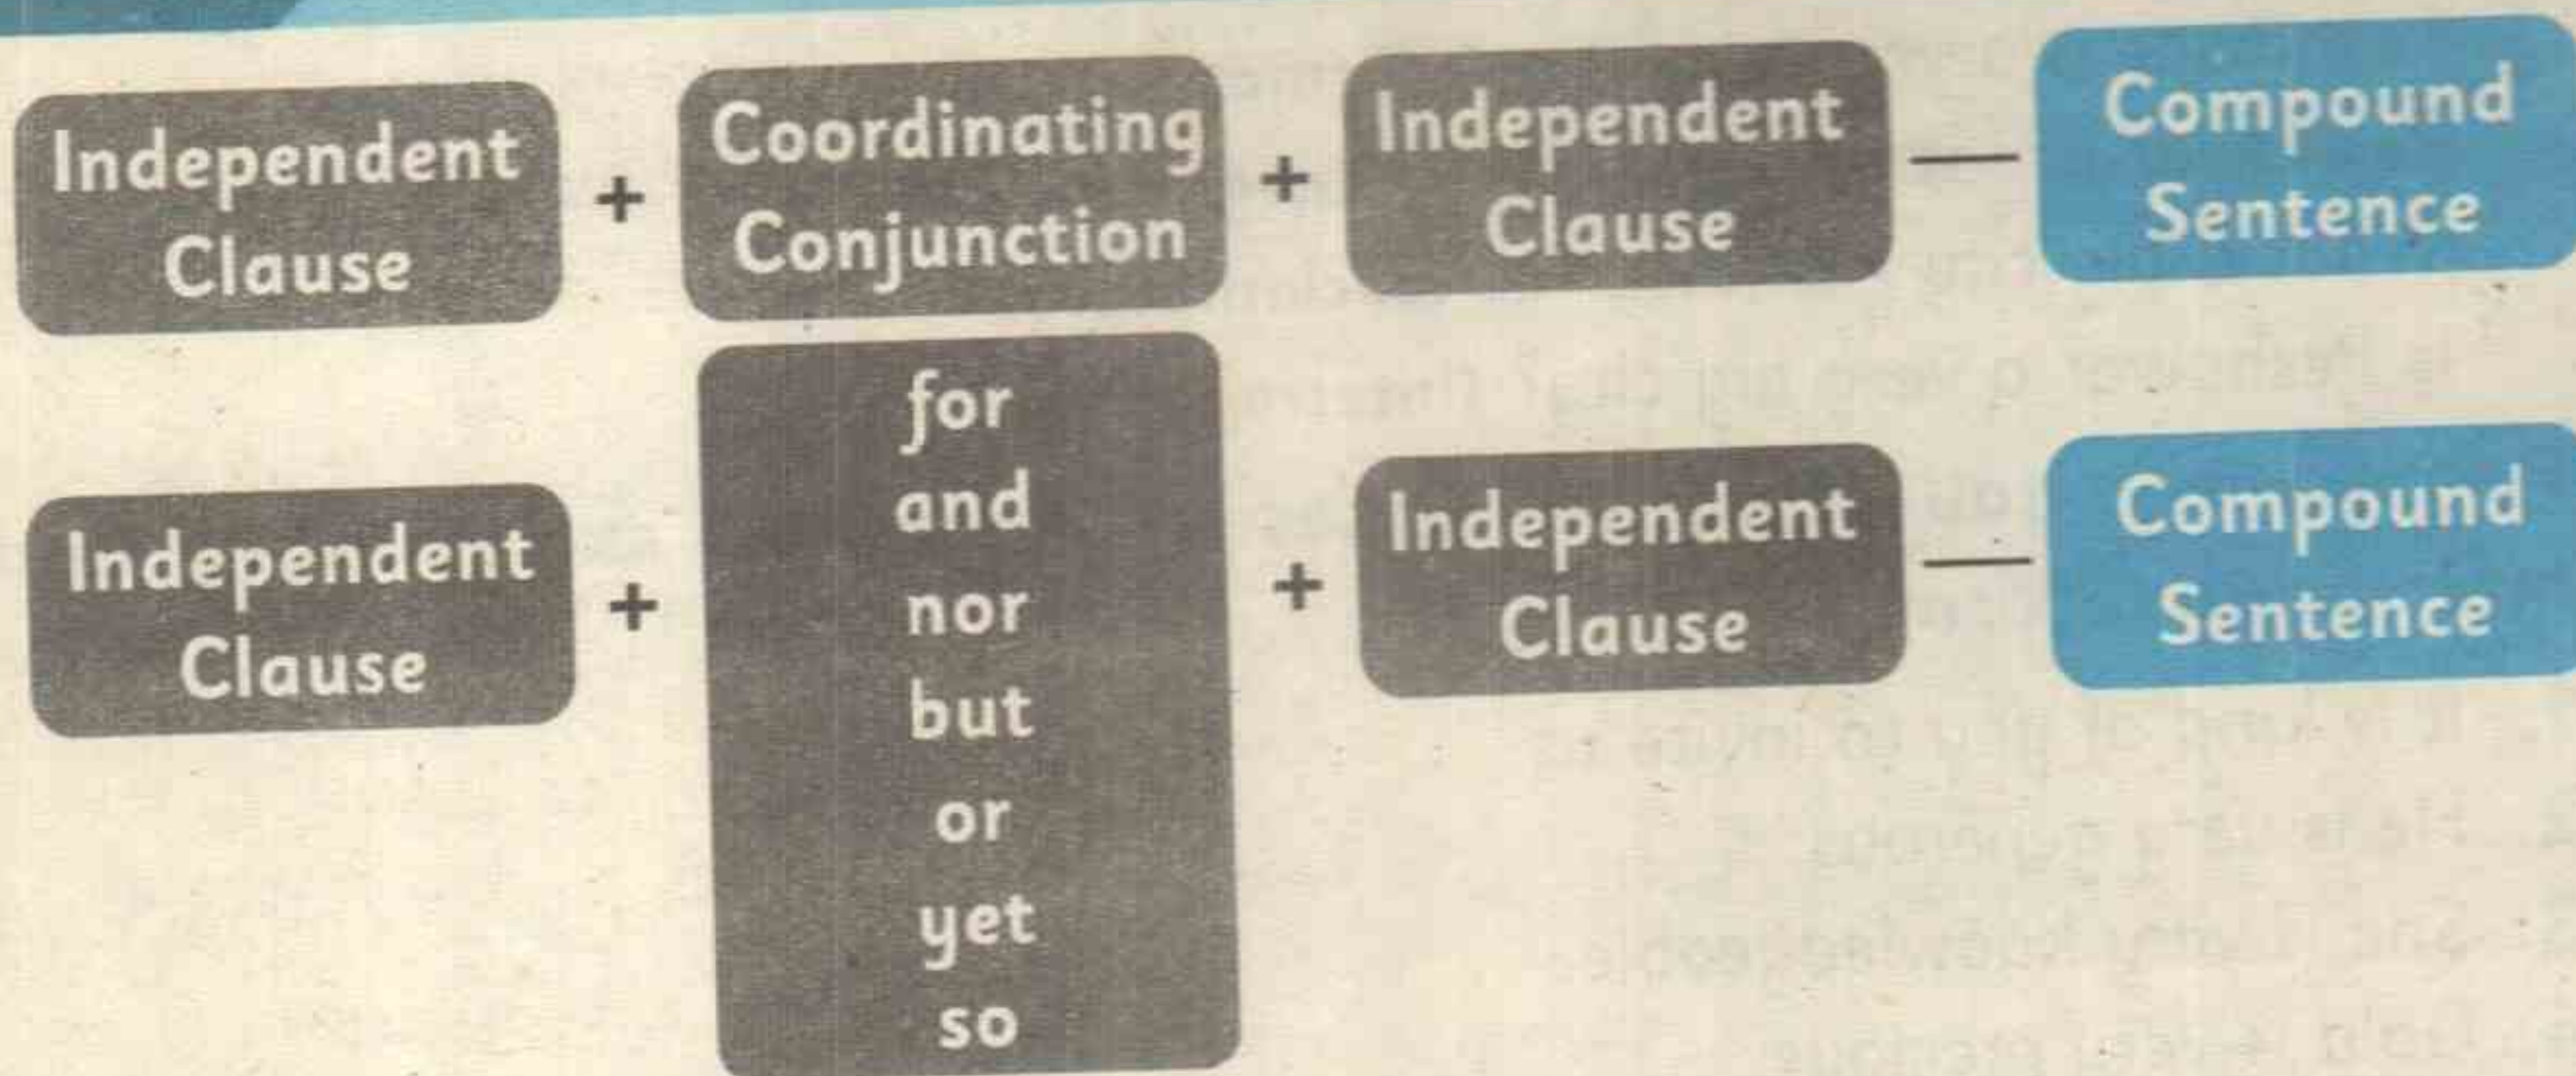 Independent Clause + Coordinating Conjunction + Independent Clause — Compound Sentence
Independent Clause + for and nor but or yet so + Independent Clause — Compound Sentence